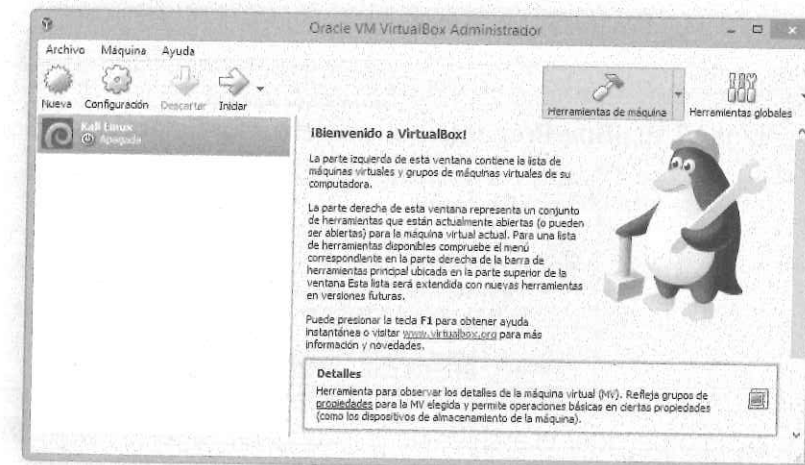 Oracle VM VirtualBox Administrador
Archivo Máquina Ayuda
Nueva Configuración Descartar Iniciar
Herramientas de máquina Herramientas globales
Kali Linux
Apagada
¡Bienvenido a VirtualBox!
La parte izquierda de esta ventana contiene la lista de
máquinas virtuales y grupos de máquinas virtuales de su
computadora.
La parte derecha de esta ventana representa un conjunto
de herramientas que están actualmente abiertas (o pueden
ser abiertas) para la máquina virtual actual. Para una lista
de herramientas disponibles compruebe el menú
correspondiente en la parte derecha de la barra de
herramientas principal ubicada en la parte superior de la
ventana Esta lista será extendida con nuevas herramientas
en versiones futuras.
Puede presionar la tecla F1 para obtener ayuda
instantánea o visitar www.virtualbox.org para más
información y novedades.
Detalles
Herramienta para observar los detalles de la máquina virtual (MV). Refleja grupos de
propiedades para la MV elegida y permite operaciones básicas en ciertas propiedades
(como los dispositivos de almacenamiento de la máquina).